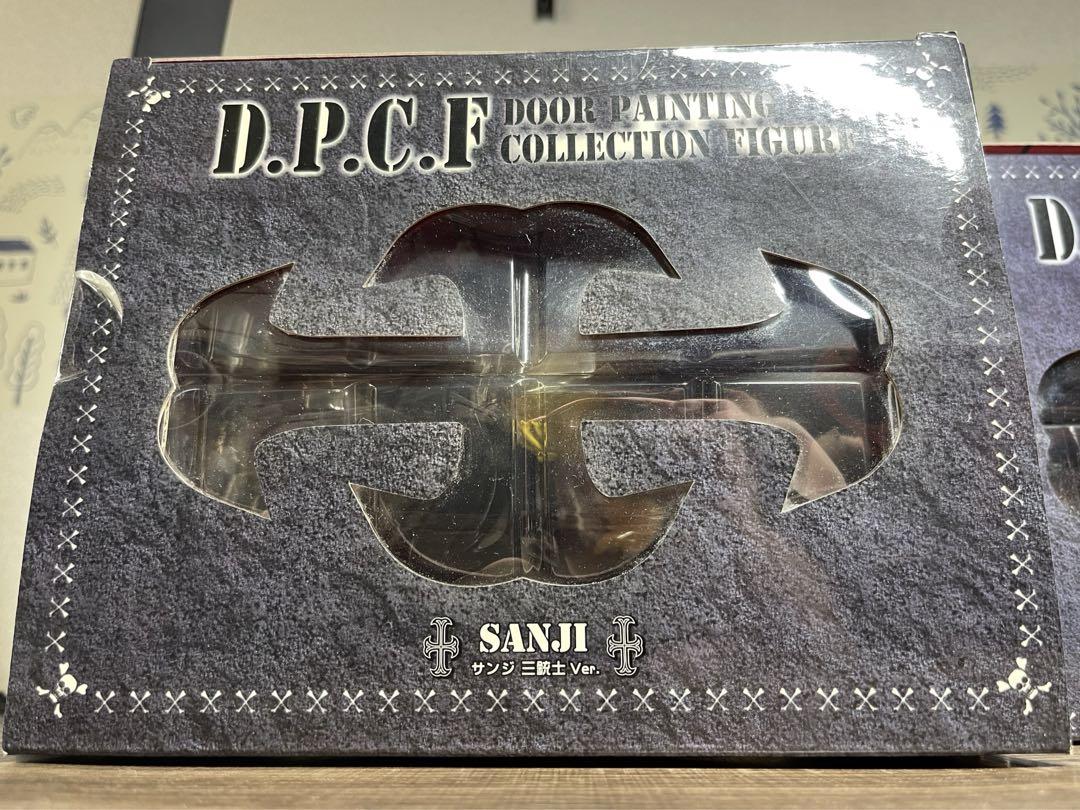 D.P.C.F
DOOR PAINTING
COLLECTION FIGURE
SANJI
サンジ 三銃士 Ver.
D